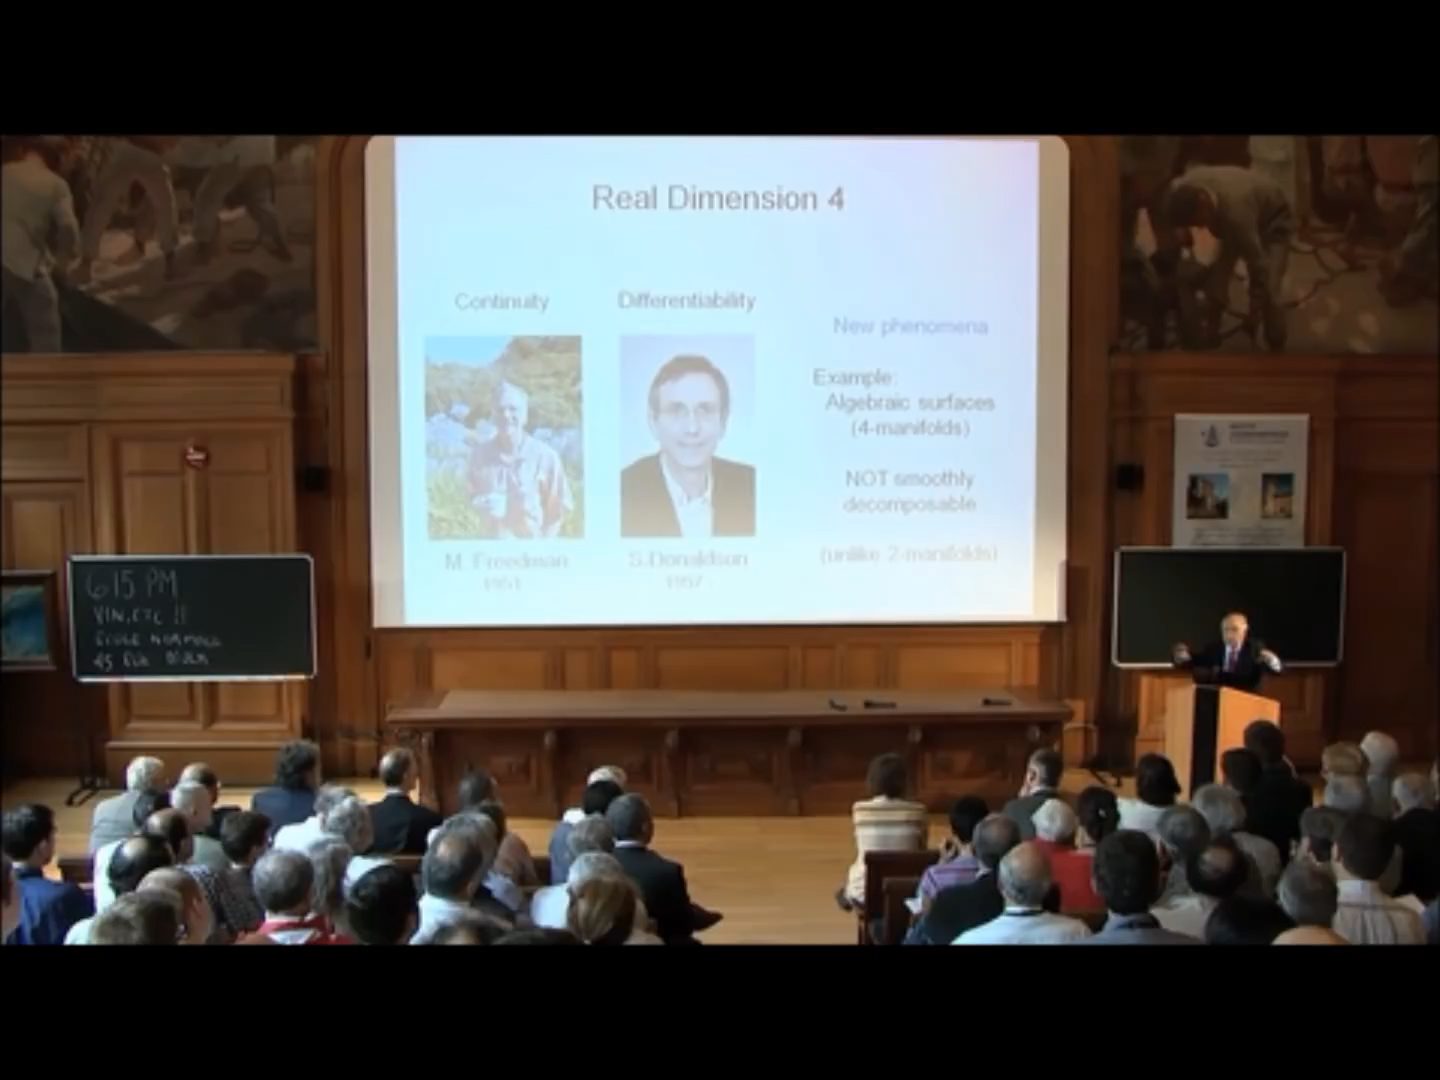 Real Dimension 4
Continuity
Differentiability
M. Freedman
1951
S.Donaldson
1957
New phenomena
Example:
Algebraic surfaces
(4-manifolds)
NOT smoothly
decomposable
(unlike 2-manifolds)
6:15 PM
VIN, ETC !!
ECOLE NORMALE
45 RUE D'ULM